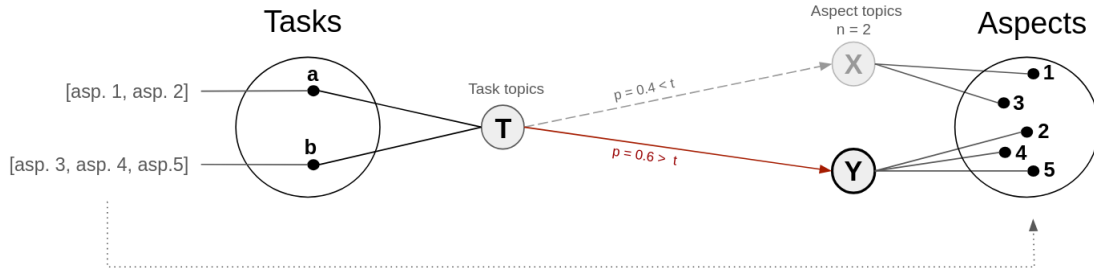 Tasks
Aspect topics
n = 2
Aspects
[asp. 1, asp. 2]
a
Task topics
T
p = 0.4 < t
X
1
3
[asp. 3, asp. 4, asp.5]
b
p = 0.6 > t
Y
2
4
5